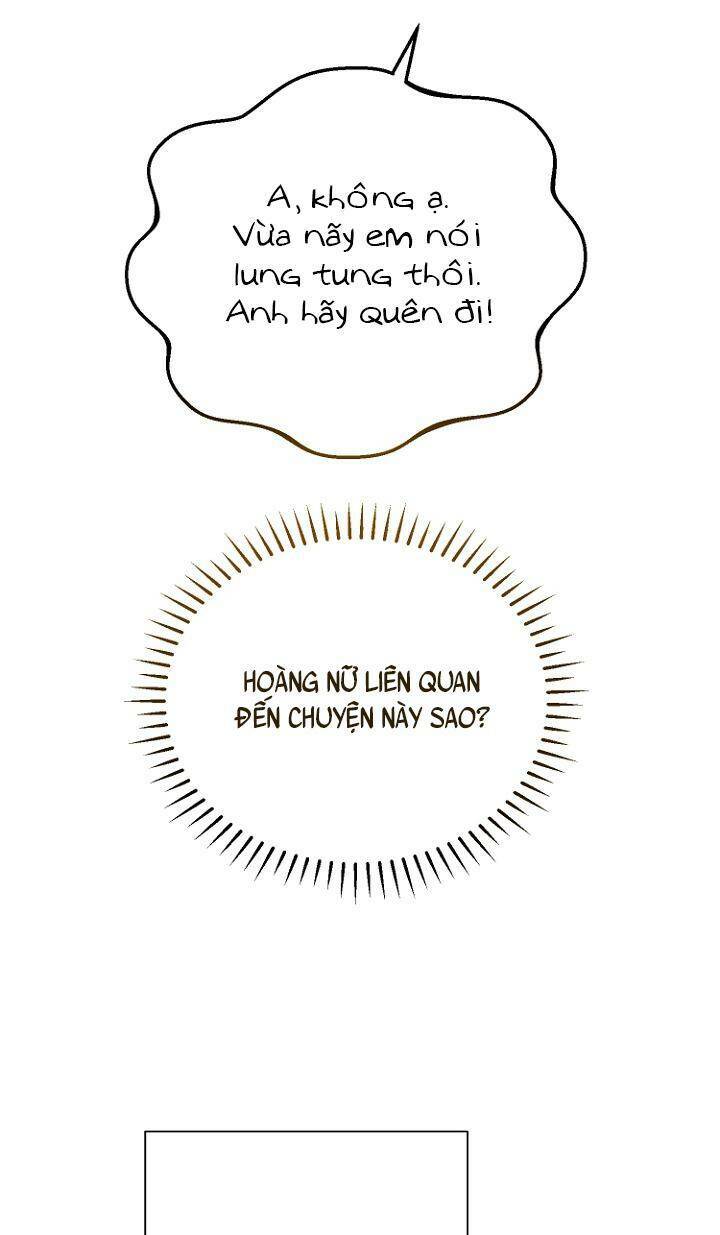 A, không ạ.
Vừa nãy em nói
lung tung thôi.
Anh hãy quên đi!
HOÀNG NỮ LIÊN QUAN
ĐẾN CHUYỆN NÀY SAO?